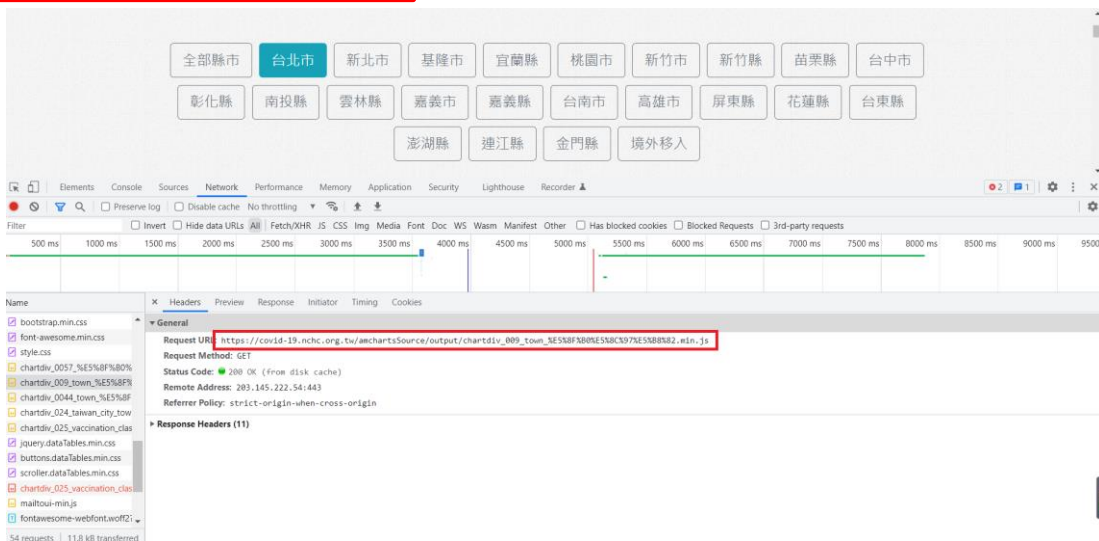 全部縣市 台北市 新北市 基隆市 宜蘭縣 桃園市 新竹市 新竹縣 苗栗縣 台中市
彰化縣 南投縣 雲林縣 嘉義市 嘉義縣 台南市 高雄市 屏東縣 花蓮縣 台東縣
澎湖縣 連江縣 金門縣 境外移入
Elements Console Sources Network Performance Memory Application Security Lighthouse Recorder 2 1
Preserve log Disable cache No throttling
Filter Invert Hide data URLs All Fetch/XHR JS CSS Img Media Font Doc WS Wasm Manifest Other Has blocked cookies Blocked Requests 3rd-party requests
500 ms 1000 ms 1500 ms 2000 ms 2500 ms 3000 ms 3500 ms 4000 ms 4500 ms 5000 ms 5500 ms 6000 ms 6500 ms 7000 ms 7500 ms 8000 ms 8500 ms 9000 ms 9500
Name × Headers Preview Response Initiator Timing Cookies
bootstrap.min.css
font-awesome.min.css
style.css
chartdiv_0057_%E5%8F%B0%
chartdiv_009_town_%E5%8F%
chartdiv_0044_town_%E5%8F
chartdiv_024_taiwan_city_tow
chartdiv_025_vaccination_clas
jquery.dataTables.min.css
buttons.dataTables.min.css
scroller.dataTables.min.css
chartdiv_025_vaccination_clas
mailtoui-min.js
fontawesome-webfont.woff2?
54 requests 11.8 kB transferred
General
Request URL: https://covid-19.nchc.org.tw/amchartsSource/output/chartdiv_009_town_%E5%8F%B0%E5%8C%97%E5%B8%82.min.js
Request Method: GET
Status Code: 200 OK (from disk cache)
Remote Address: 203.145.222.54:443
Referrer Policy: strict-origin-when-cross-origin
Response Headers (11)